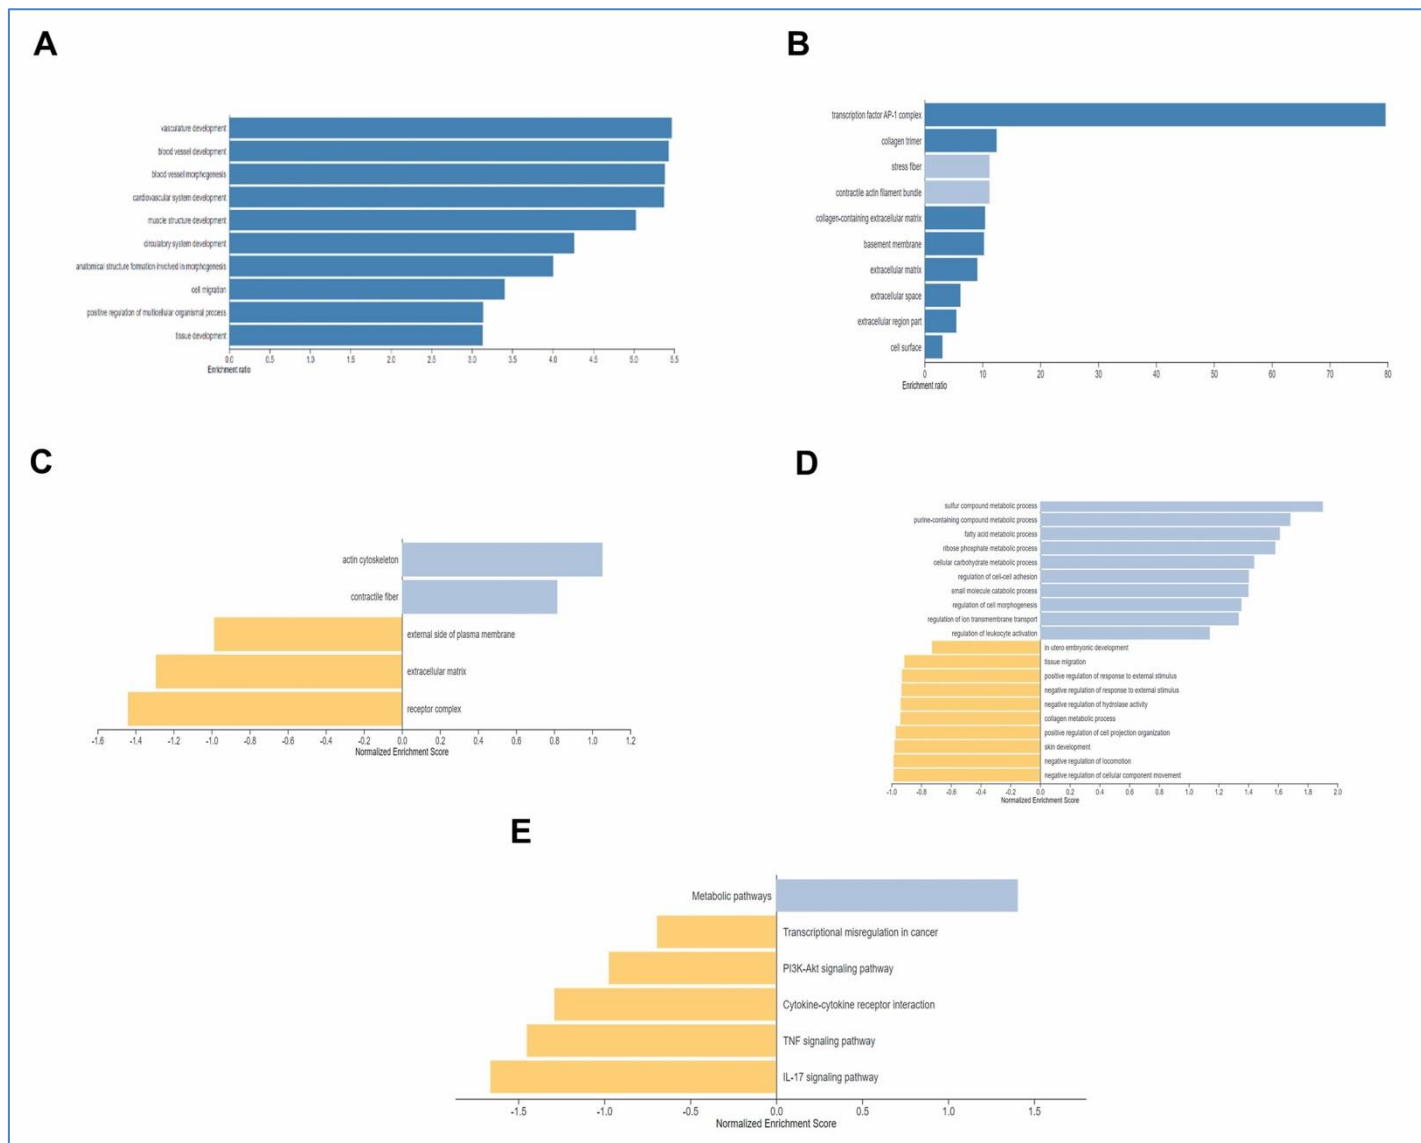 A
vasculature development
blood vessel development
blood vessel morphogenesis
cardiovascular system development
muscle structure development
circulatory system development
anatomical structure formation involved in morphogenesis
cell migration
positive regulation of multicellular organismal process
tissue development
0.0 0.5 1.0 1.5 2.0 2.5 3.0 3.5 4.0 4.5 5.0 5.5
Enrichment ratio
B
transcription factor AP-1 complex
collagen trimer
stress fiber
contractile actin filament bundle
collagen-containing extracellular matrix
basement membrane
extracellular matrix
extracellular space
extracellular region part
cell surface
0 10 20 30 40 50 60 70 80
Enrichment ratio
C
actin cytoskeleton
contractile fiber
external side of plasma membrane
extracellular matrix
receptor complex
-1.6 -1.4 -1.2 -1.0 -0.8 -0.6 -0.4 -0.2 0.0 0.2 0.4 0.6 0.8 1.0 1.2
Normalized Enrichment Score
D
sulfur compound metabolic process
purine-containing compound metabolic process
fatty acid metabolic process
ribose phosphate metabolic process
cellular carbohydrate metabolic process
regulation of cell-cell adhesion
small molecule catabolic process
regulation of cell morphogenesis
regulation of ion transmembrane transport
regulation of leukocyte activation
in utero embryonic development
tissue migration
positive regulation of response to external stimulus
negative regulation of response to external stimulus
negative regulation of hydrolase activity
collagen metabolic process
positive regulation of cell projection organization
skin development
negative regulation of locomotion
negative regulation of cellular component movement
-1.0 -0.8 -0.6 -0.4 -0.2 0.0 0.2 0.4 0.6 0.8 1.0 1.2 1.4 1.6 1.8 2.0
Normalized Enrichment Score
E
Metabolic pathways
Transcriptional misregulation in cancer
PI3K-Akt signaling pathway
Cytokine-cytokine receptor interaction
TNF signaling pathway
IL-17 signaling pathway
-1.5 -1.0 -0.5 0.0 0.5 1.0 1.5
Normalized Enrichment Score